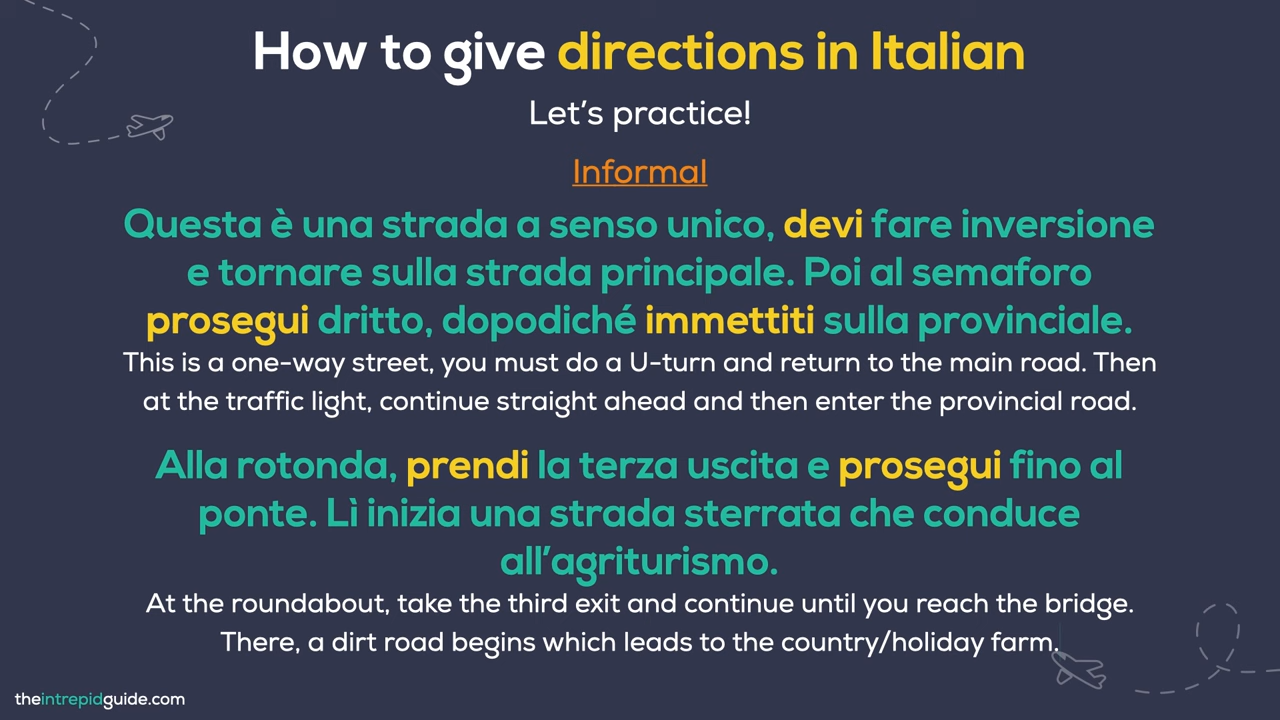 How to give directions in Italian
Let's practice!
Informal
Questa è una strada a senso unico, devi fare inversione
e tornare sulla strada principale. Poi al semaforo
prosegui dritto, dopodiché immettiti sulla provinciale.
This is a one-way street, you must do a U-turn and return to the main road. Then
at the traffic light, continue straight ahead and then enter the provincial road.
Alla rotonda, prendi la terza uscita e prosegui fino al
ponte. Lì inizia una strada sterrata che conduce
all'agriturismo.
At the roundabout, take the third exit and continue until you reach the bridge.
There, a dirt road begins which leads to the country/holiday farm.
theintrepidguide.com